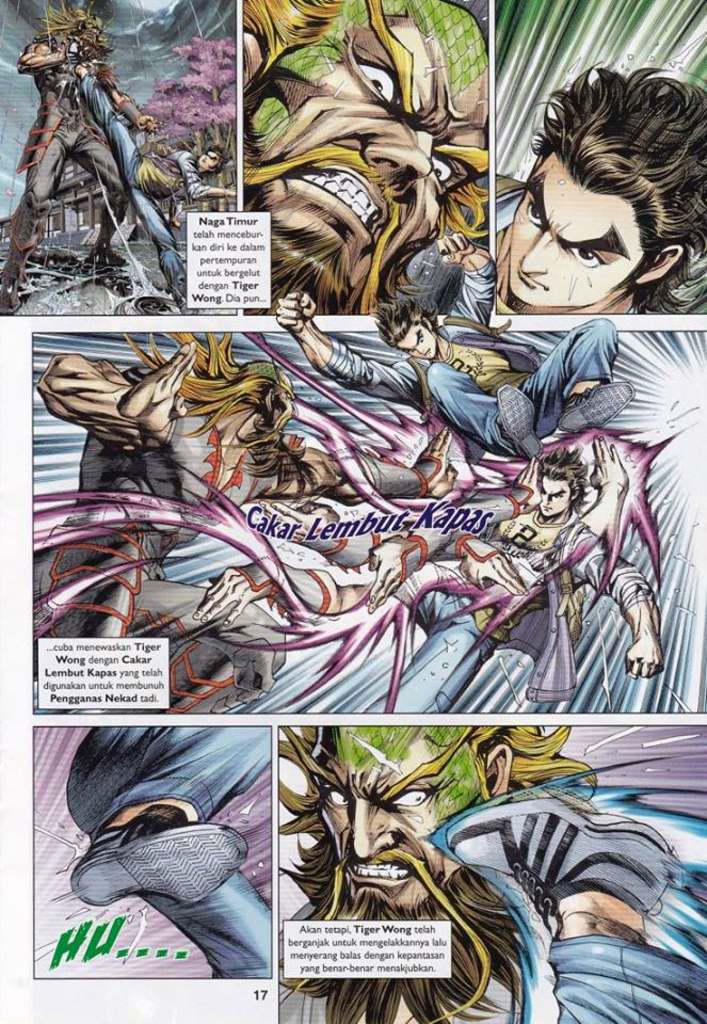 Naga Timur
telah mencebur-
kan diri ke dalam
pertempuran
untuk bergelut
dengan Tiger
Wong. Dia pun...
Cakar Lembut Kapas
...cuba menewaskan Tiger
Wong dengan Cakar
Lembut Kapas yang telah
digunakan untuk membunuh
Pengganas Nekad tadi.
HU....
Akan tetapi, Tiger Wong telah
berganjak untuk mengelakkannya lalu
menyerang balas dengan kepantasan
yang benar-benar menakjubkan.
17